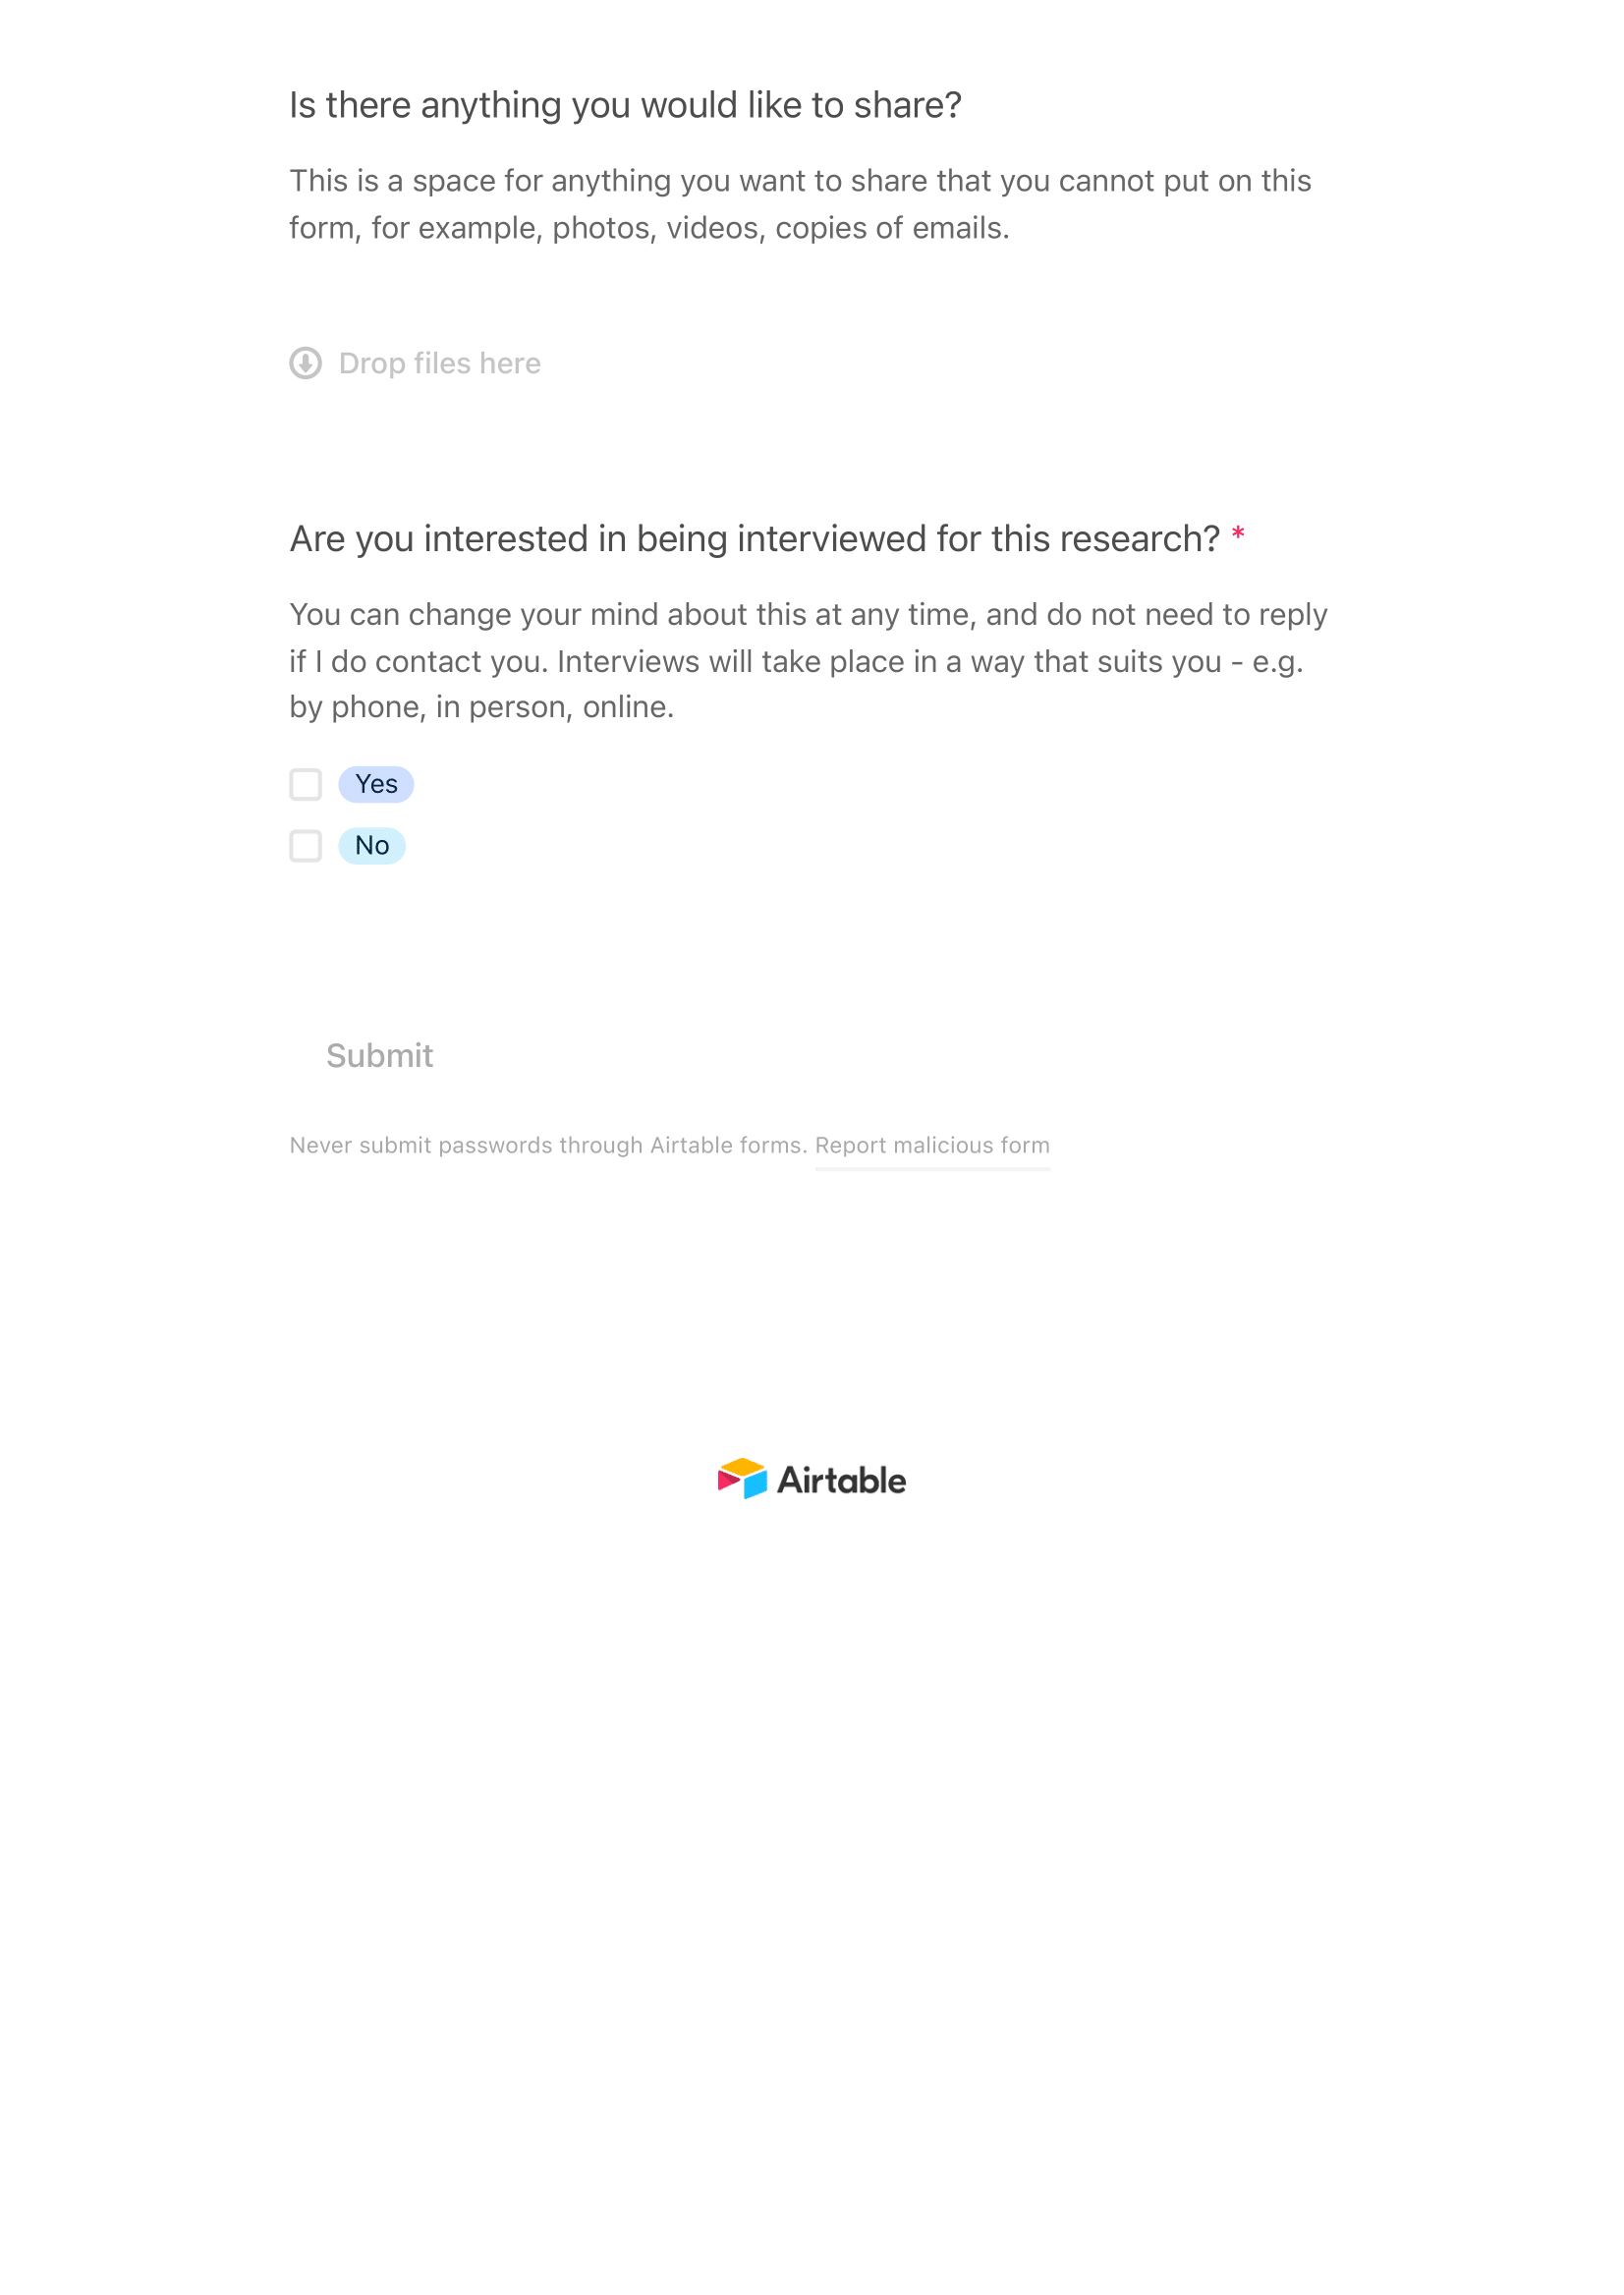 Is there anything you would like to share?
This is a space for anything you want to share that you cannot put on this
form, for example, photos, videos, copies of emails.
Drop files here
Are you interested in being interviewed for this research? *
You can change your mind about this at any time, and do not need to reply
if I do contact you. Interviews will take place in a way that suits you - e.g.
by phone, in person, online.
Yes
No
Submit
Never submit passwords through Airtable forms. Report malicious form
Airtable